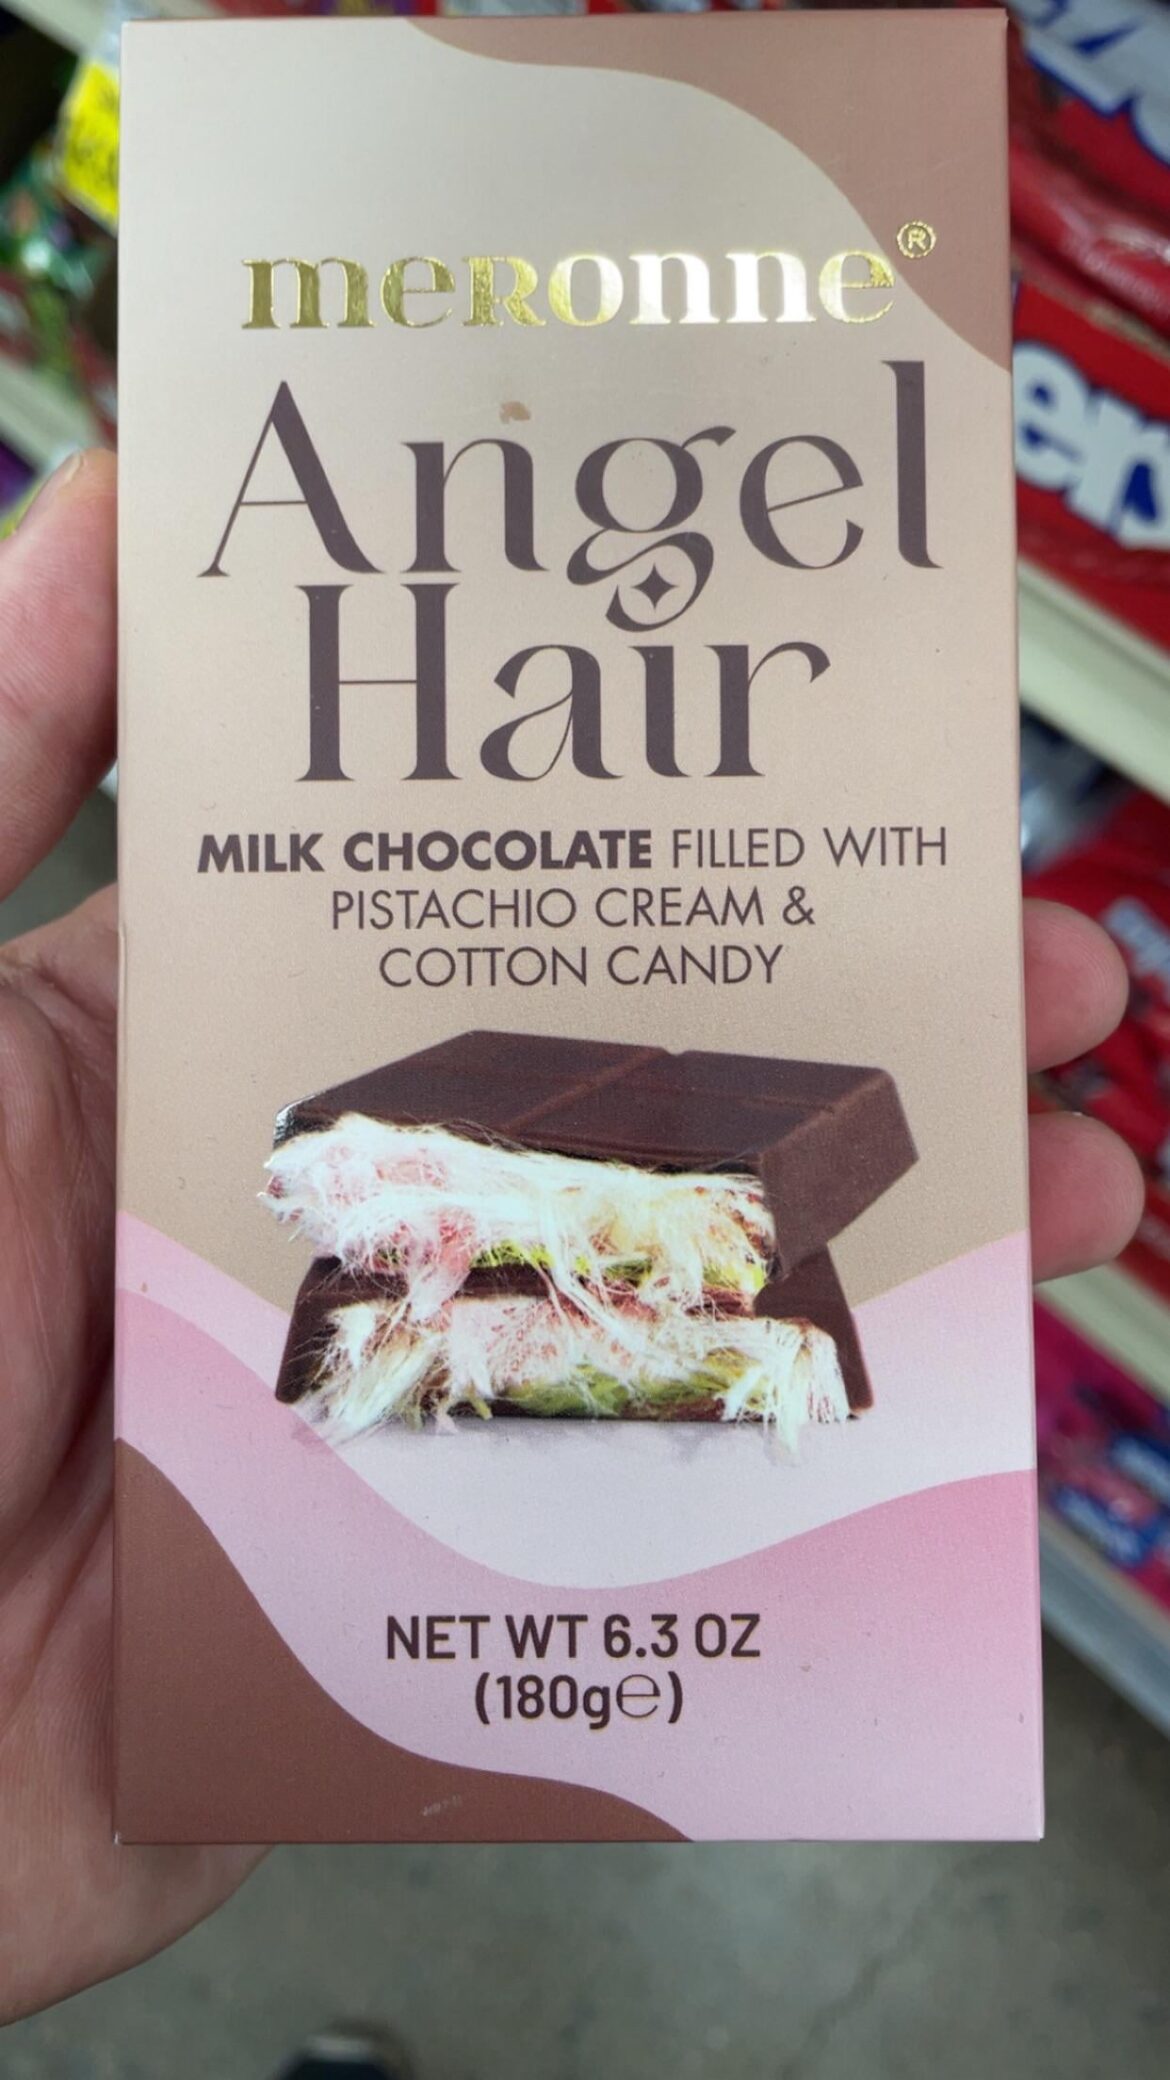 meronne®
Angel
Hair
MILK CHOCOLATE FILLED WITH
PISTACHIO CREAM &
COTTON CANDY
NET WT 6.3 OZ
(180g℮)